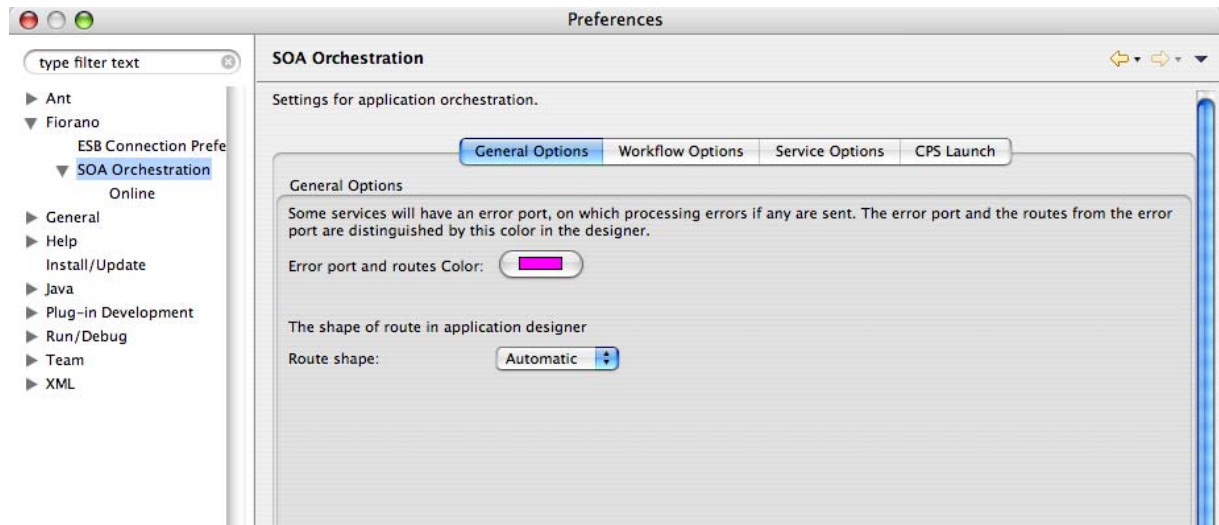 Preferences
type filter text
Ant
Fiorano
ESB Connection Prefe
SOA Orchestration
Online
General
Help
Install/Update
Java
Plug-in Development
Run/Debug
Team
XML
SOA Orchestration
Settings for application orchestration.
General Options
Workflow Options
Service Options
CPS Launch
General Options
Some services will have an error port, on which processing errors if any are sent. The error port and the routes from the error
port are distinguished by this color in the designer.
Error port and routes Color:
The shape of route in application designer
Route shape:
Automatic